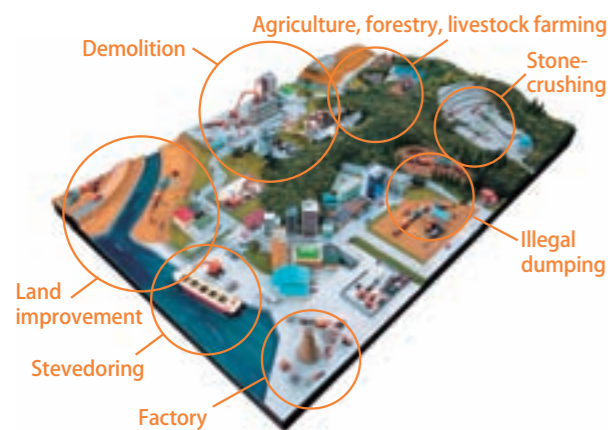 Agriculture, forestry, livestock farming
Demolition
Stone-
crushing
Illegal
dumping
Land
improvement
Stevedoring
Factory